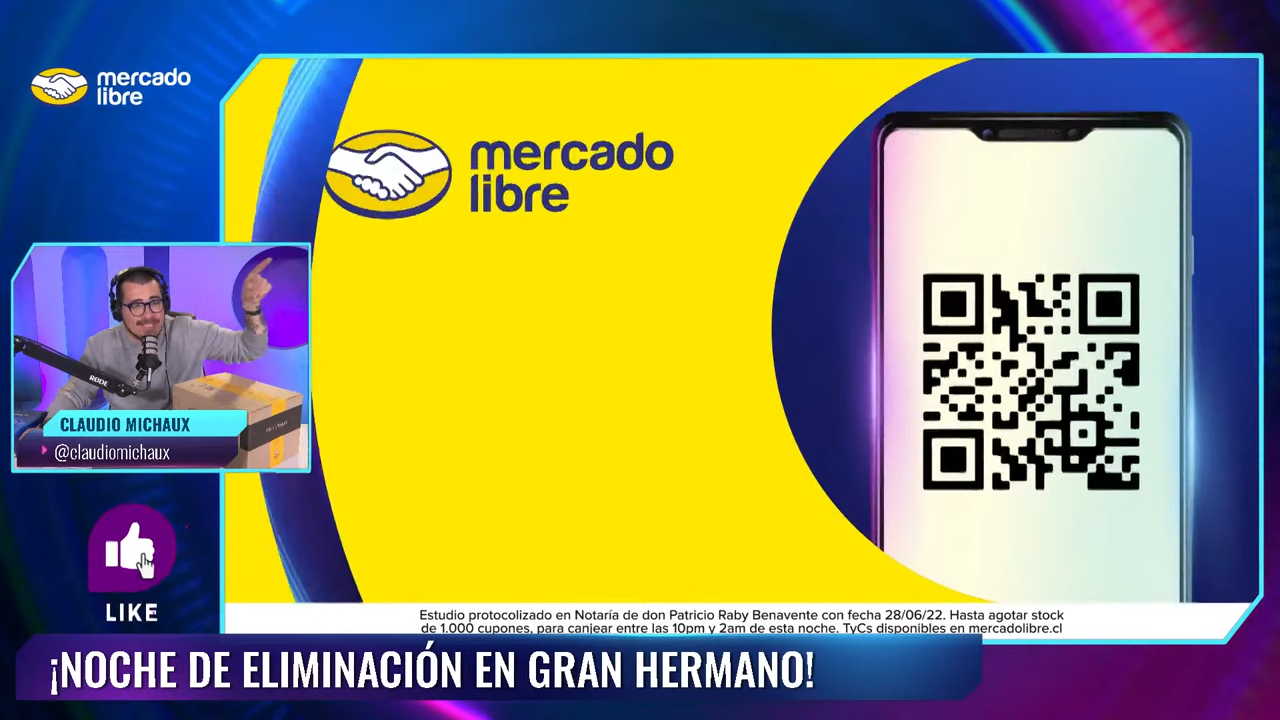 mercado
libre
mercado
libre
RØDE
CLAUDIO MICHAUX
@claudiomichaux
LIKE
Estudio protocolizado en Notaría de don Patricio Raby Benavente con fecha 28/06/22. Hasta agotar stock
de 1.000 cupones, para canjear entre las 10pm y 2am de esta noche. TyCs disponibles en mercadolibre.cl
¡NOCHE DE ELIMINACIÓN EN GRAN HERMANO!